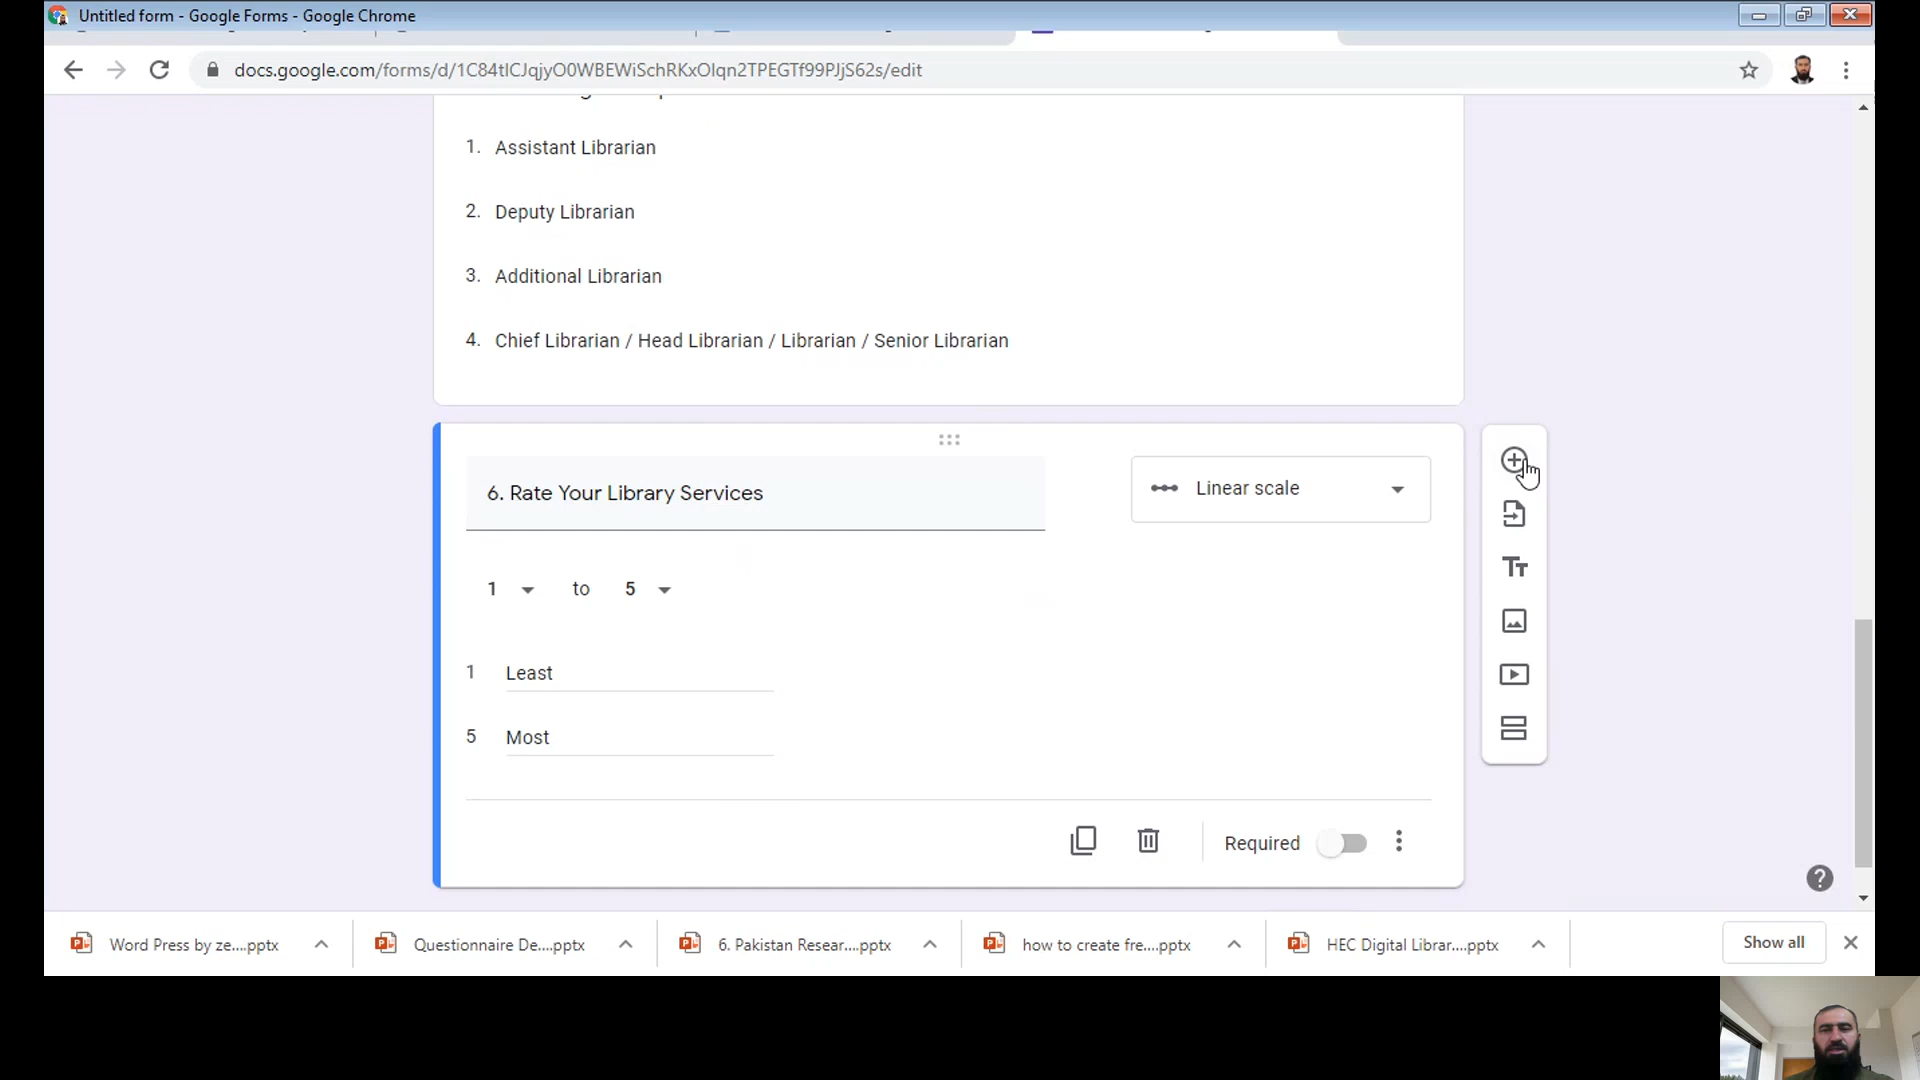 Untitled form - Google Forms - Google Chrome
docs.google.com/forms/d/1C84tICJqjyO0WBEWiSchRKxOIqn2TPEGTf99PJjS62s/edit
1. Assistant Librarian
2. Deputy Librarian
3. Additional Librarian
4. Chief Librarian / Head Librarian / Librarian / Senior Librarian
6. Rate Your Library Services
Linear scale
1 to 5
1 Least
5 Most
Required
Word Press by ze....pptx
Questionnaire De....pptx
6. Pakistan Resear....pptx
how to create fre....pptx
HEC Digital Librar....pptx
Show all